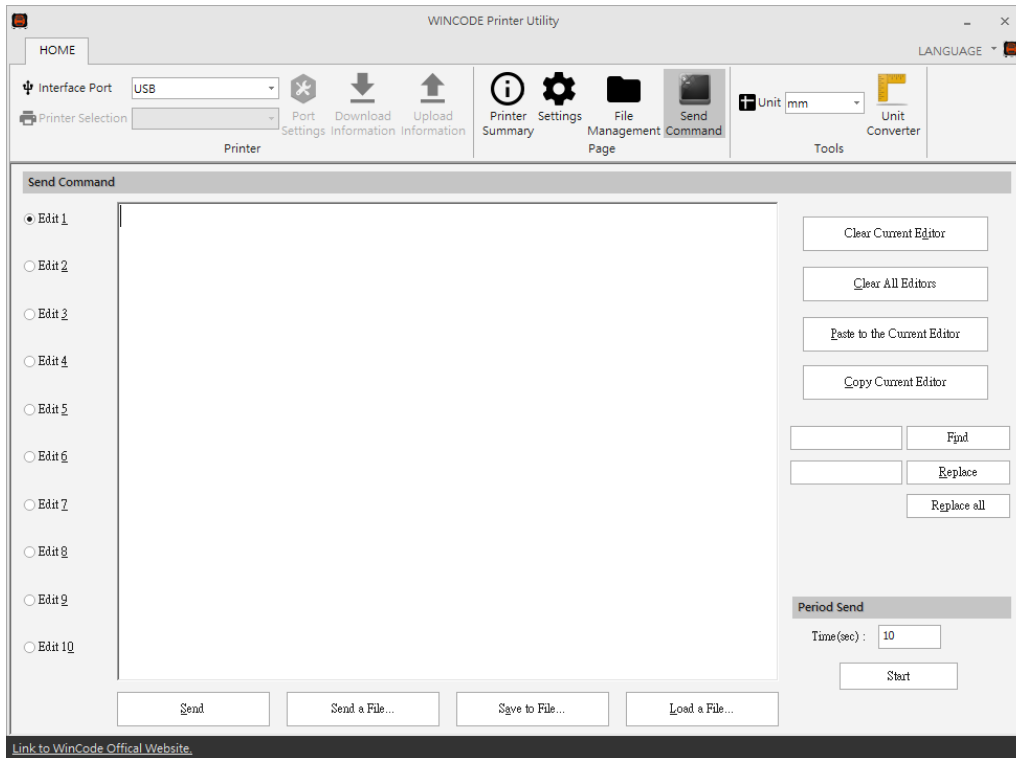 WINCODE Printer Utility
HOME
LANGUAGE
Interface Port USB
Printer Selection
Port Settings
Download Information
Upload Information
Printer
Printer Summary
Settings
File Management
Send Command
Page
Unit mm
Unit Converter
Tools
Send Command
Edit 1
Edit 2
Edit 3
Edit 4
Edit 5
Edit 6
Edit 7
Edit 8
Edit 9
Edit 10
Clear Current Editor
Clear All Editors
Paste to the Current Editor
Copy Current Editor
Find
Replace
Replace all
Period Send
Time(sec) : 10
Start
Send
Send a File...
Save to File...
Load a File...
Link to WinCode Offical Website.